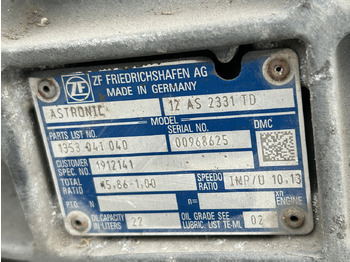 ZF FRIEDRICHSHAFEN AG
MADE IN GERMANY
ASTRONIC 12 AS 2331 TD
MODEL
PARTS LIST NO. SERIAL NO. DMC
1353 041 040 00968625
CUSTOMER SPEC. NO. 1912141
TOTAL RATIO 15,86-1,00 SPEEDO RATIO IMP/U 10.13
P.T.O. N n= xn ENGINE
OIL CAPACITY IN LITERS 22 OIL GRADE SEE LUBRIC. LIST TE-ML 02